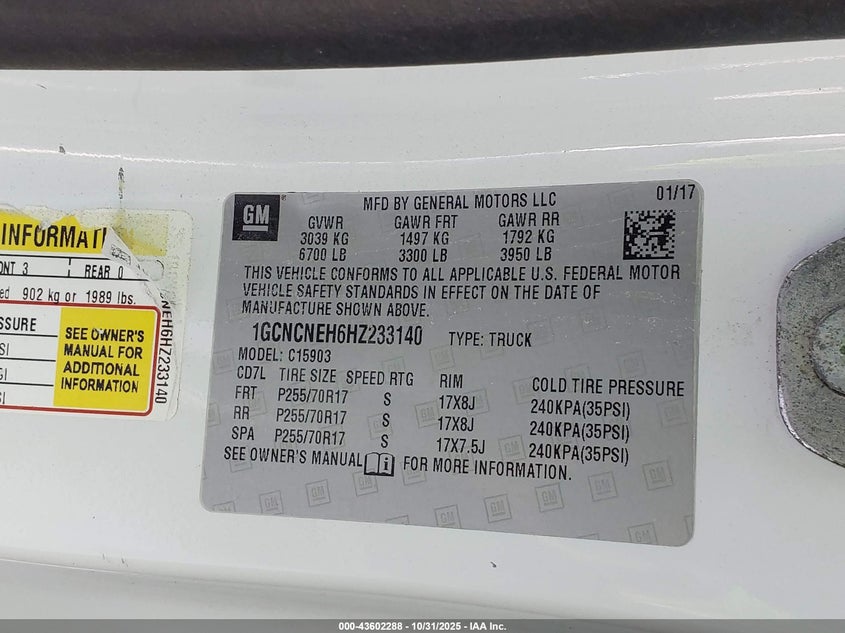 INFORMATI
ONT 3 REAR 0
902 kg or 1989 lbs.
SEE OWNER'S
MANUAL FOR
ADDITIONAL
INFORMATION
NEH6HZ233140
GM
MFD BY GENERAL MOTORS LLC 01/17
GVWR GAWR FRT GAWR RR
3039 KG 1497 KG 1792 KG
6700 LB 3300 LB 3950 LB
THIS VEHICLE CONFORMS TO ALL APPLICABLE U.S. FEDERAL MOTOR
VEHICLE SAFETY STANDARDS IN EFFECT ON THE DATE OF
MANUFACTURE SHOWN ABOVE.
1GCNCNEH6HZ233140 TYPE: TRUCK
MODEL: C15903
CD7L TIRE SIZE SPEED RTG RIM COLD TIRE PRESSURE
FRT P255/70R17 S 17X8J 240KPA(35PSI)
RR P255/70R17 S 17X8J 240KPA(35PSI)
SPA P255/70R17 S 17X7.5J 240KPA(35PSI)
SEE OWNER'S MANUAL FOR MORE INFORMATION.
000-43602288 - 10/31/2025 - IAA Inc.